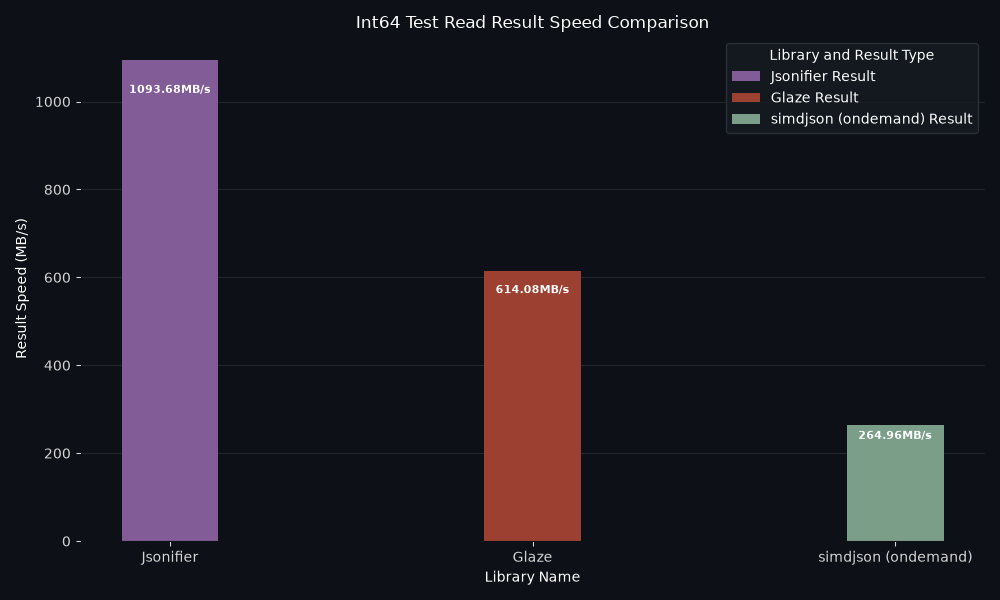 Int64 Test Read Result Speed Comparison
Library and Result Type
Jsonifier Result
Glaze Result
simdjson (ondemand) Result
Result Speed (MB/s)
1000
800
600
400
200
0
1093.68MB/s
614.08MB/s
264.96MB/s
Jsonifier
Glaze
simdjson (ondemand)
Library Name